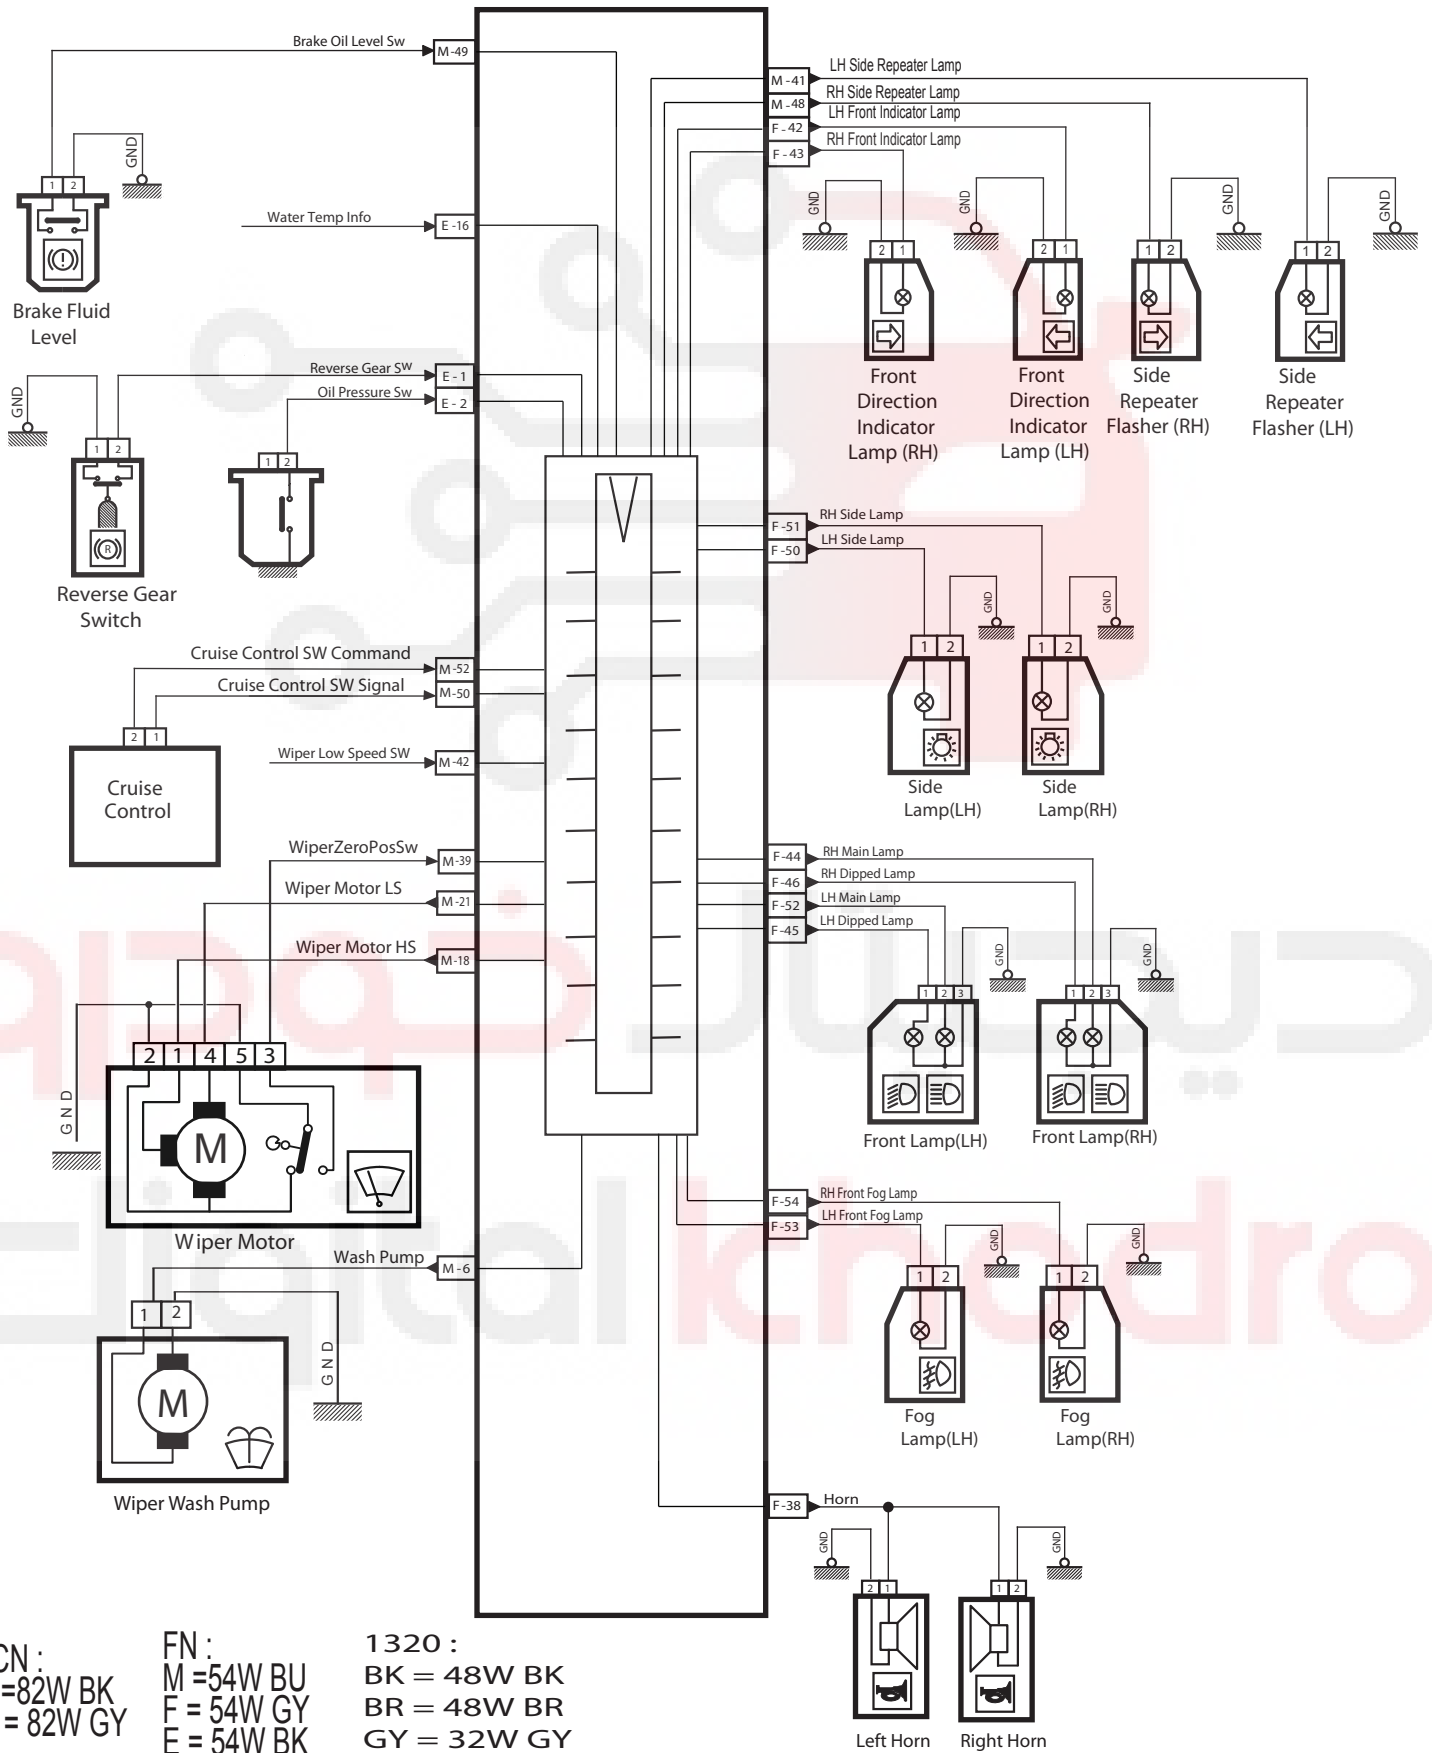 Brake Oil Level Sw
M-49
GND
1 2
Brake Fluid
Level
Water Temp Info
E-16
Reverse Gear Sw
E-1
Oil Pressure Sw
E-2
GND
1 2
R
Reverse Gear
Switch
1 2
Cruise Control SW Command
M-52
Cruise Control SW Signal
M-50
2 1
Cruise
Control
Wiper Low Speed SW
M-42
WiperZeroPosSw
M-39
Wiper Motor LS
M-21
Wiper Motor HS
M-18
GND
2 1 4 5 3
M
Wiper Motor
Wash Pump
M-6
1 2
GND
M
Wiper Wash Pump
M-41
LH Side Repeater Lamp
M-48
RH Side Repeater Lamp
F-42
LH Front Indicator Lamp
F-43
RH Front Indicator Lamp
GND
GND
GND
GND
2 1
2 1
1 2
1 2
Front
Direction
Indicator
Lamp (RH)
Front
Direction
Indicator
Lamp (LH)
Side
Repeater
Flasher (RH)
Side
Repeater
Flasher (LH)
F-51
RH Side Lamp
F-50
LH Side Lamp
GND
GND
1 2
1 2
Side
Lamp(LH)
Side
Lamp(RH)
F-44
RH Main Lamp
F-46
RH Dipped Lamp
F-52
LH Main Lamp
F-45
LH Dipped Lamp
GND
GND
1 2 3
1 2 3
Front Lamp(LH)
Front Lamp(RH)
F-54
RH Front Fog Lamp
F-53
LH Front Fog Lamp
GND
GND
1 2
1 2
Fog
Lamp(LH)
Fog
Lamp(RH)
F-38
Horn
GND
GND
2 1
1 2
Left Horn
Right Horn
CN :
=82W BK
= 82W GY
FN :
M =54W BU
F = 54W GY
E = 54W BK
1320 :
BK = 48W BK
BR = 48W BR
GY = 32W GY
دیجیتال خودرو
digital khodro